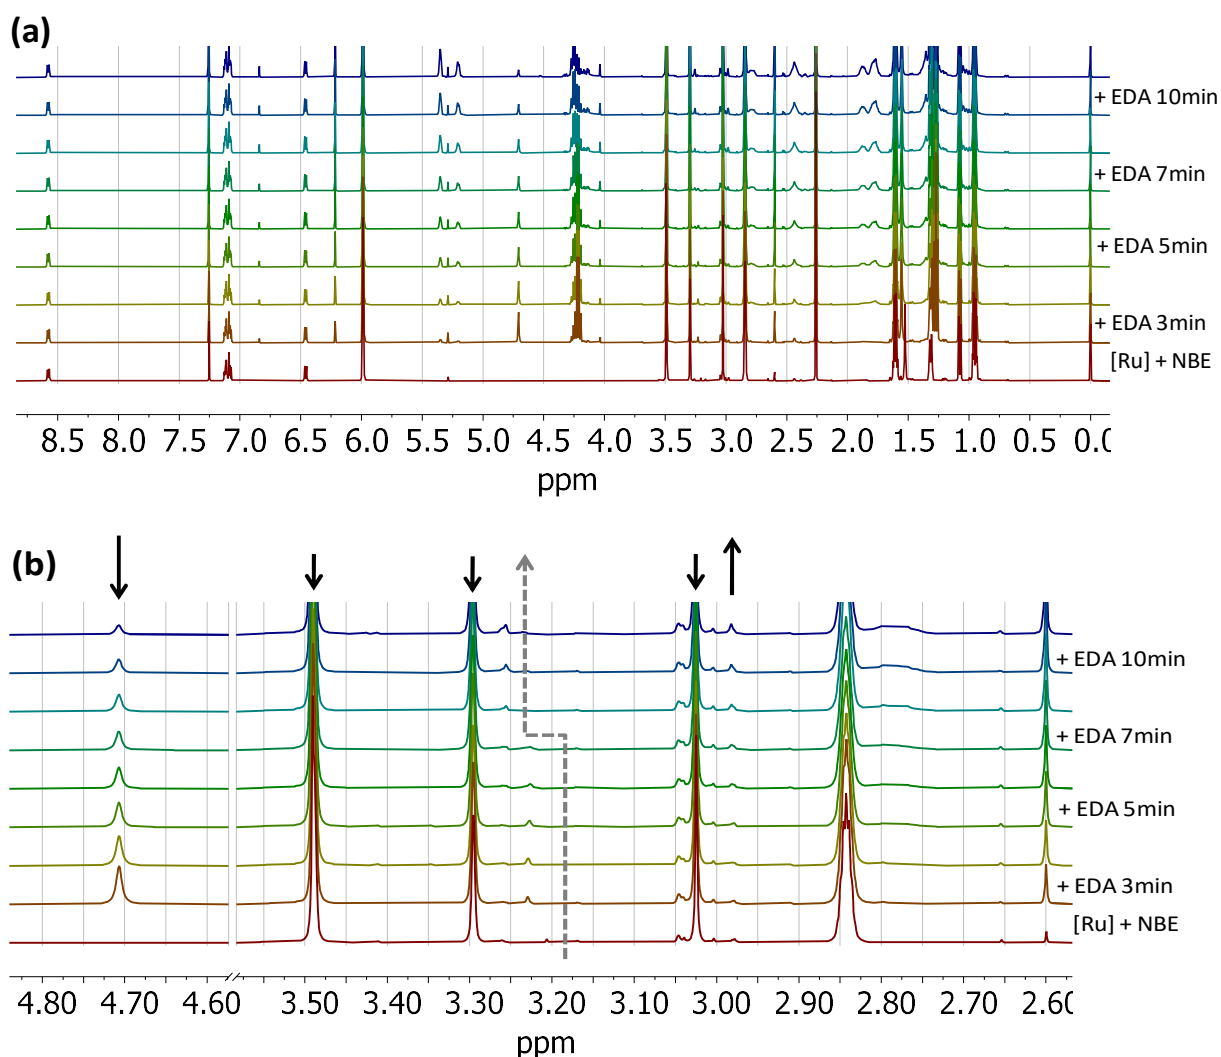 (a)
+ EDA 10min
+ EDA 7min
+ EDA 5min
+ EDA 3min
[Ru] + NBE
8.5 8.0 7.5 7.0 6.5 6.0 5.5 5.0 4.5 4.0 3.5 3.0 2.5 2.0 1.5 1.0 0.5 0.0
ppm
(b)
+ EDA 10min
+ EDA 7min
+ EDA 5min
+ EDA 3min
[Ru] + NBE
4.80 4.70 4.60 3.50 3.40 3.30 3.20 3.10 3.00 2.90 2.80 2.70 2.60
ppm